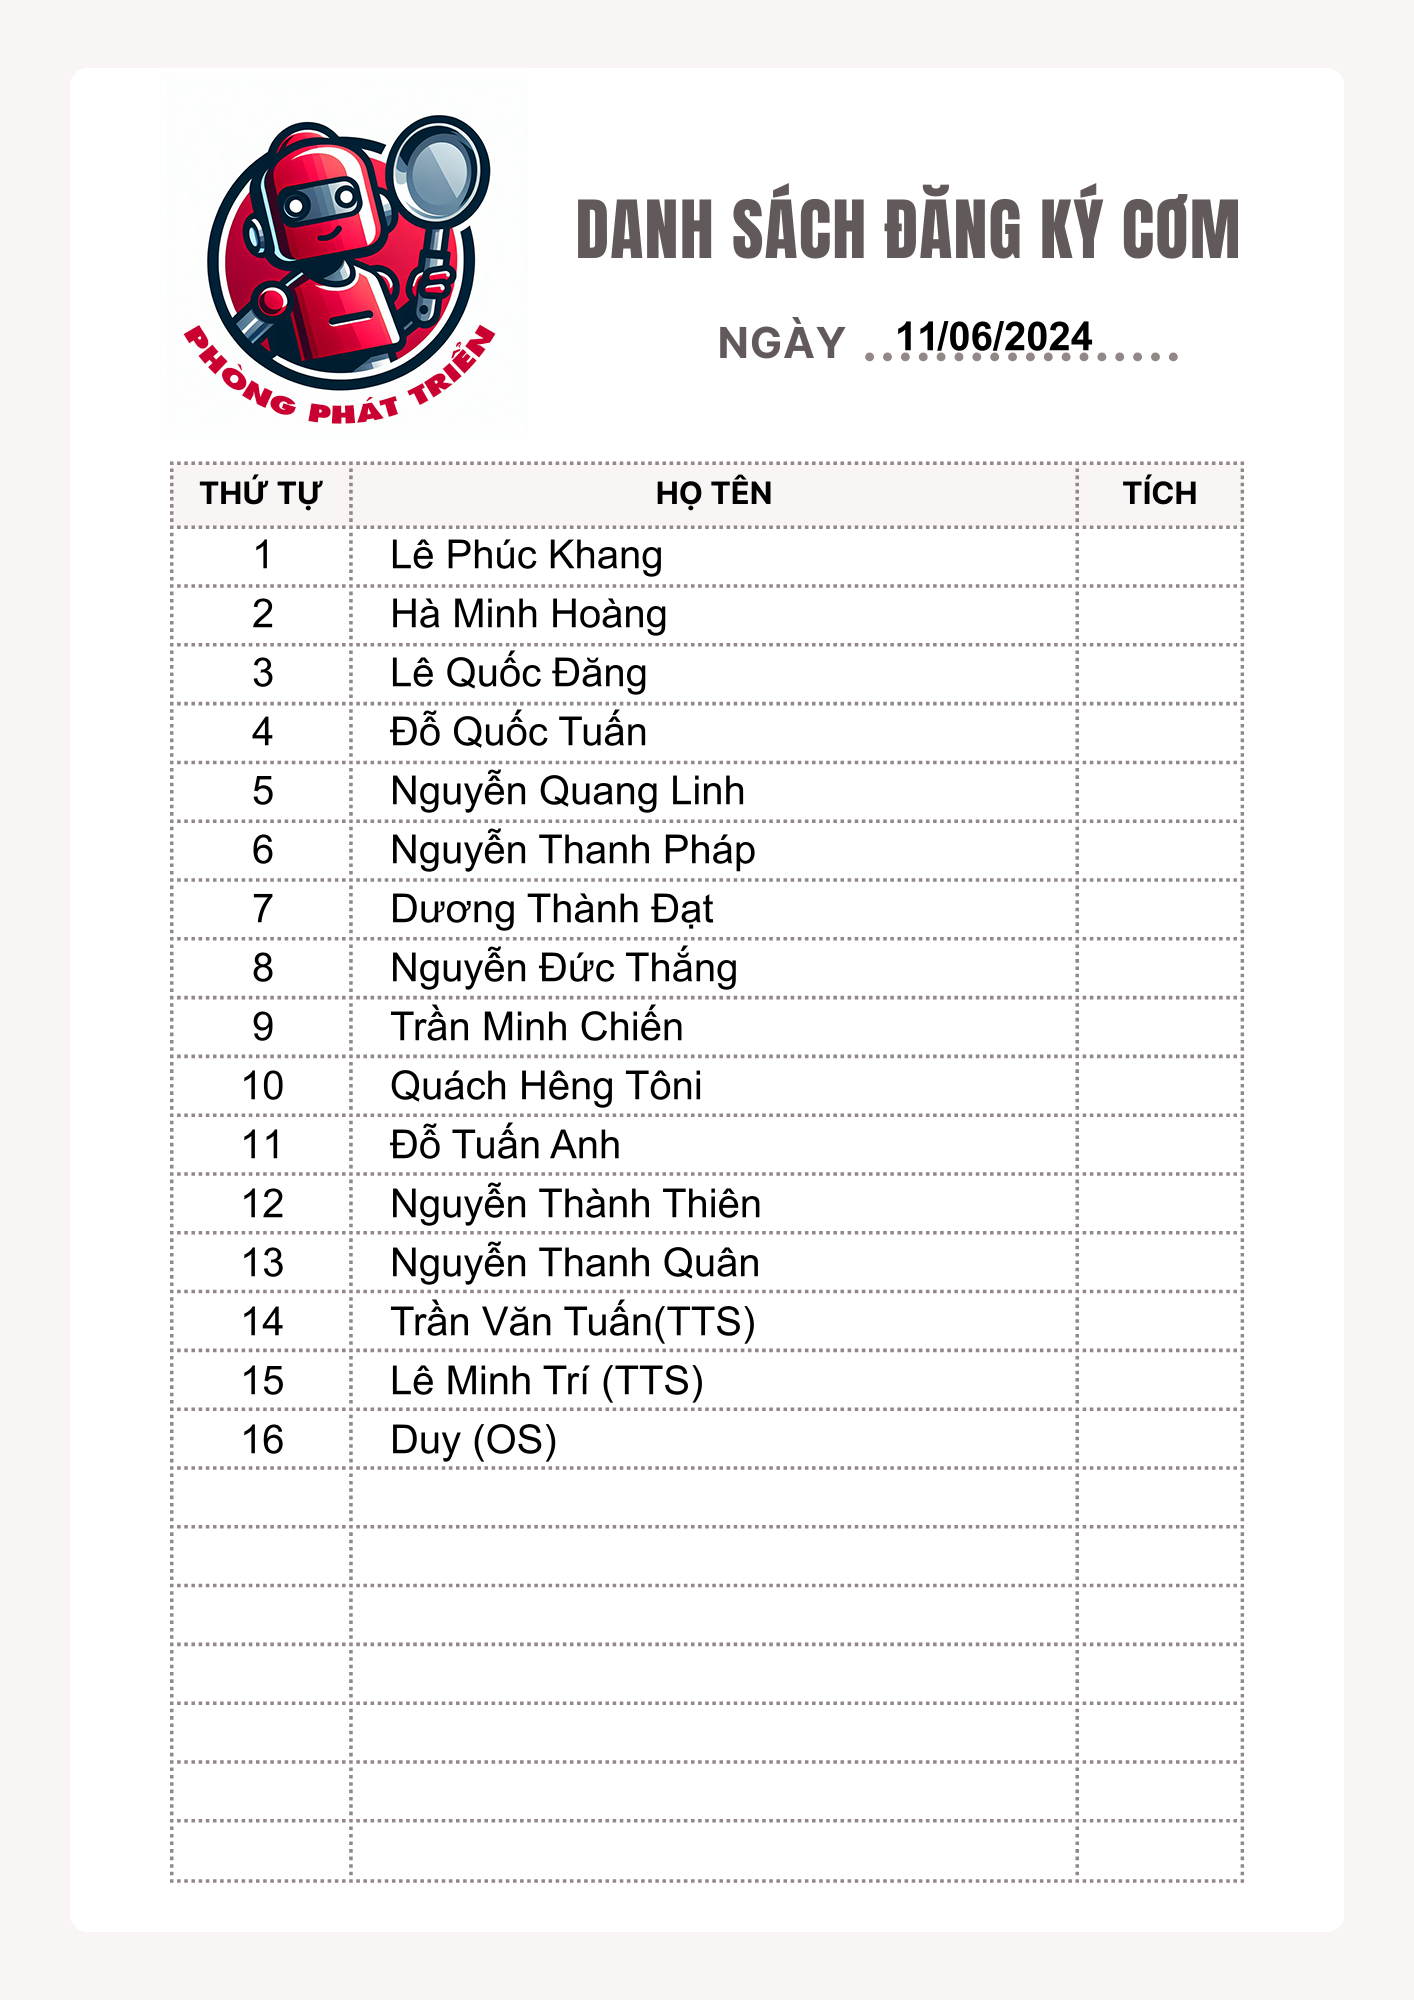 PHÒNG PHÁT TRIỂN
DANH SÁCH ĐĂNG KÝ CƠM
NGÀY 11/06/2024
THỨ TỰ HỌ TÊN TÍCH
1 Lê Phúc Khang
2 Hà Minh Hoàng
3 Lê Quốc Đăng
4 Đỗ Quốc Tuấn
5 Nguyễn Quang Linh
6 Nguyễn Thanh Pháp
7 Dương Thành Đạt
8 Nguyễn Đức Thắng
9 Trần Minh Chiến
10 Quách Hêng Tôni
11 Đỗ Tuấn Anh
12 Nguyễn Thành Thiên
13 Nguyễn Thanh Quân
14 Trần Văn Tuấn(TTS)
15 Lê Minh Trí (TTS)
16 Duy (OS)